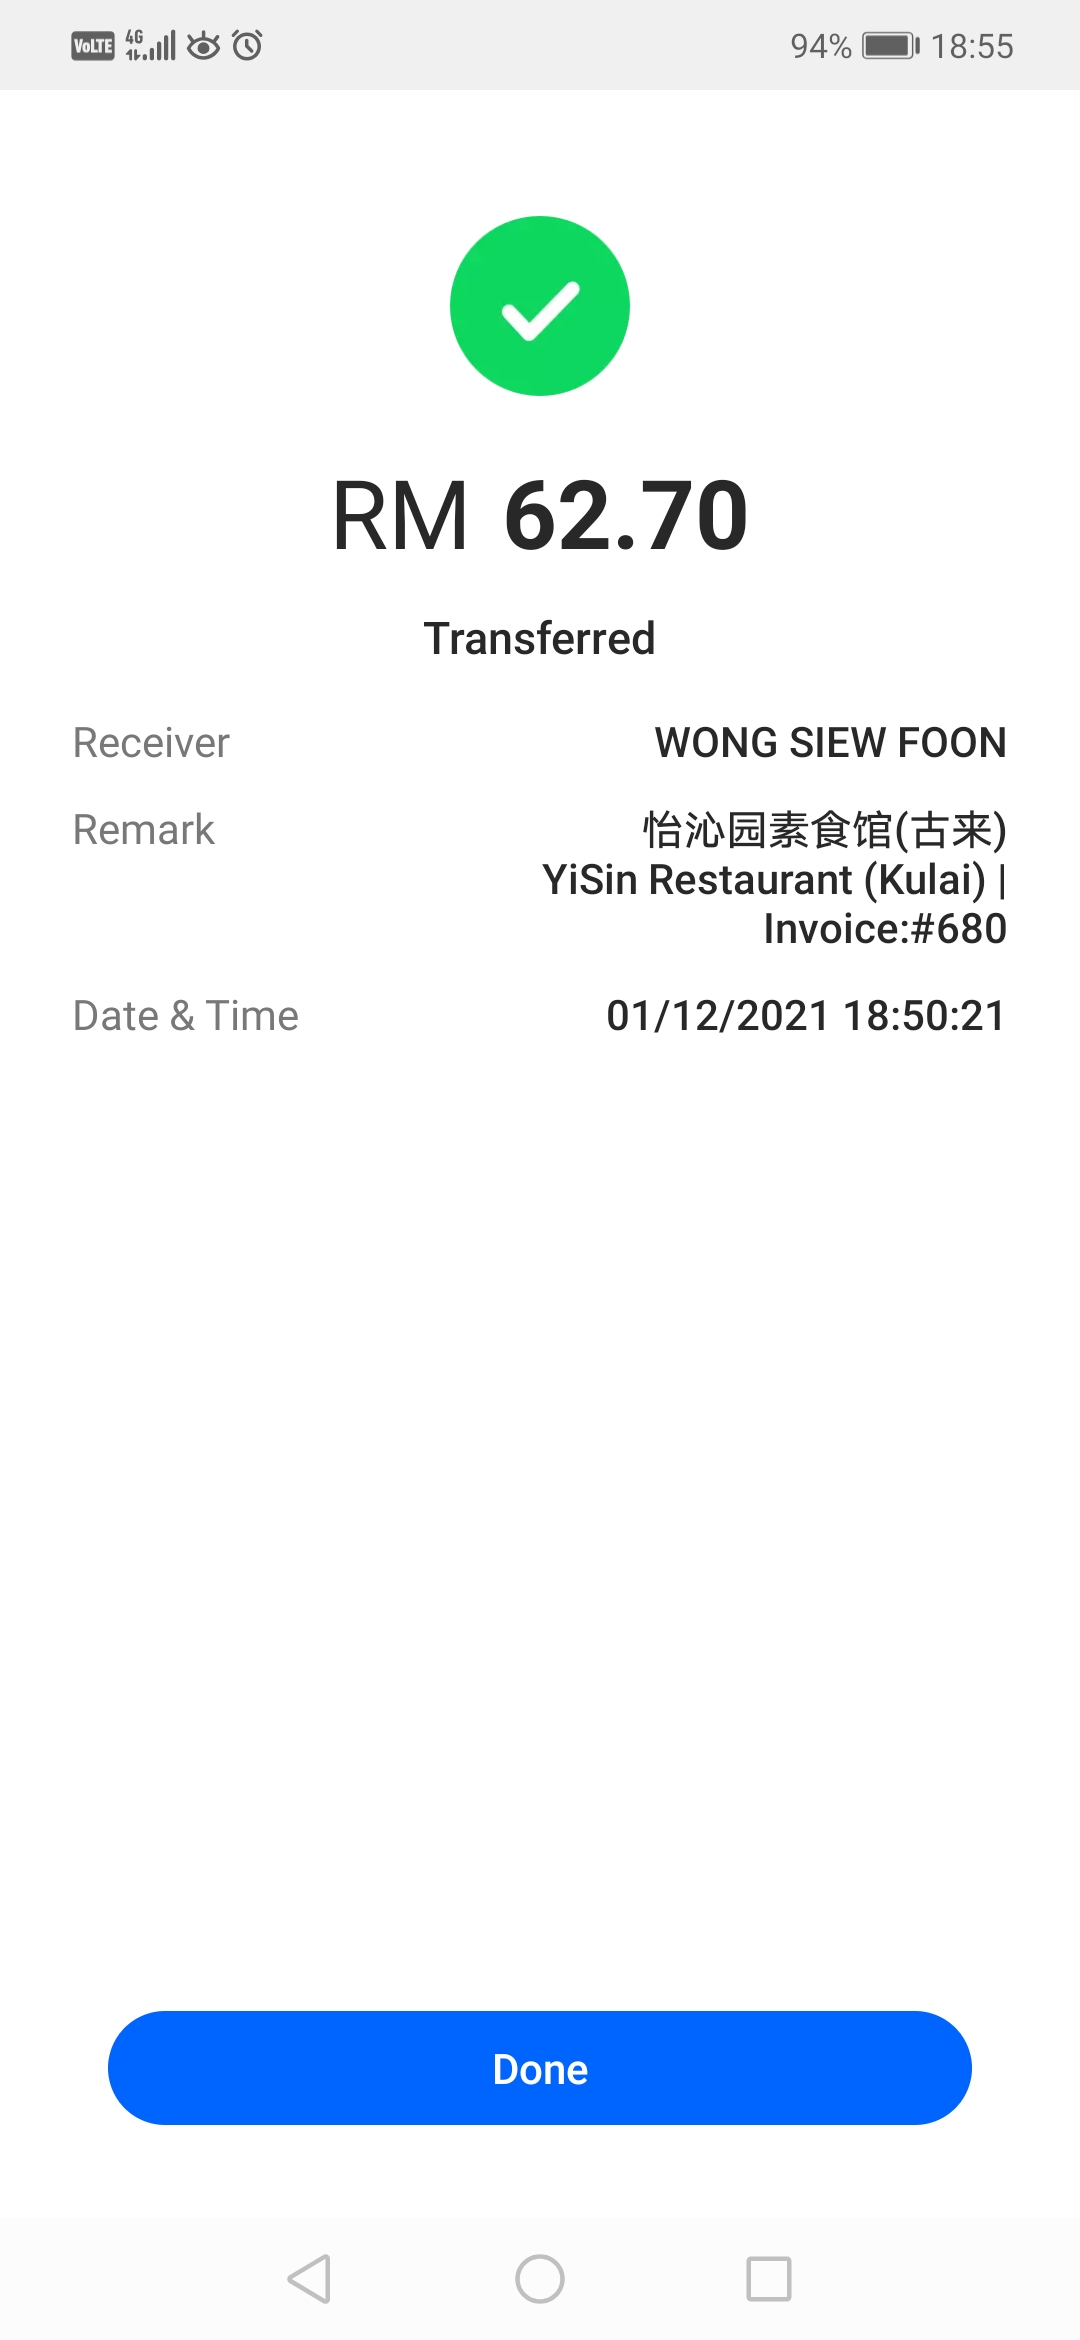 VoLTE 4G 94% 18:55
RM 62.70
Transferred
Receiver WONG SIEW FOON
Remark 怡沁园素食馆(古来)
YiSin Restaurant (Kulai) |
Invoice:#680
Date & Time 01/12/2021 18:50:21
Done